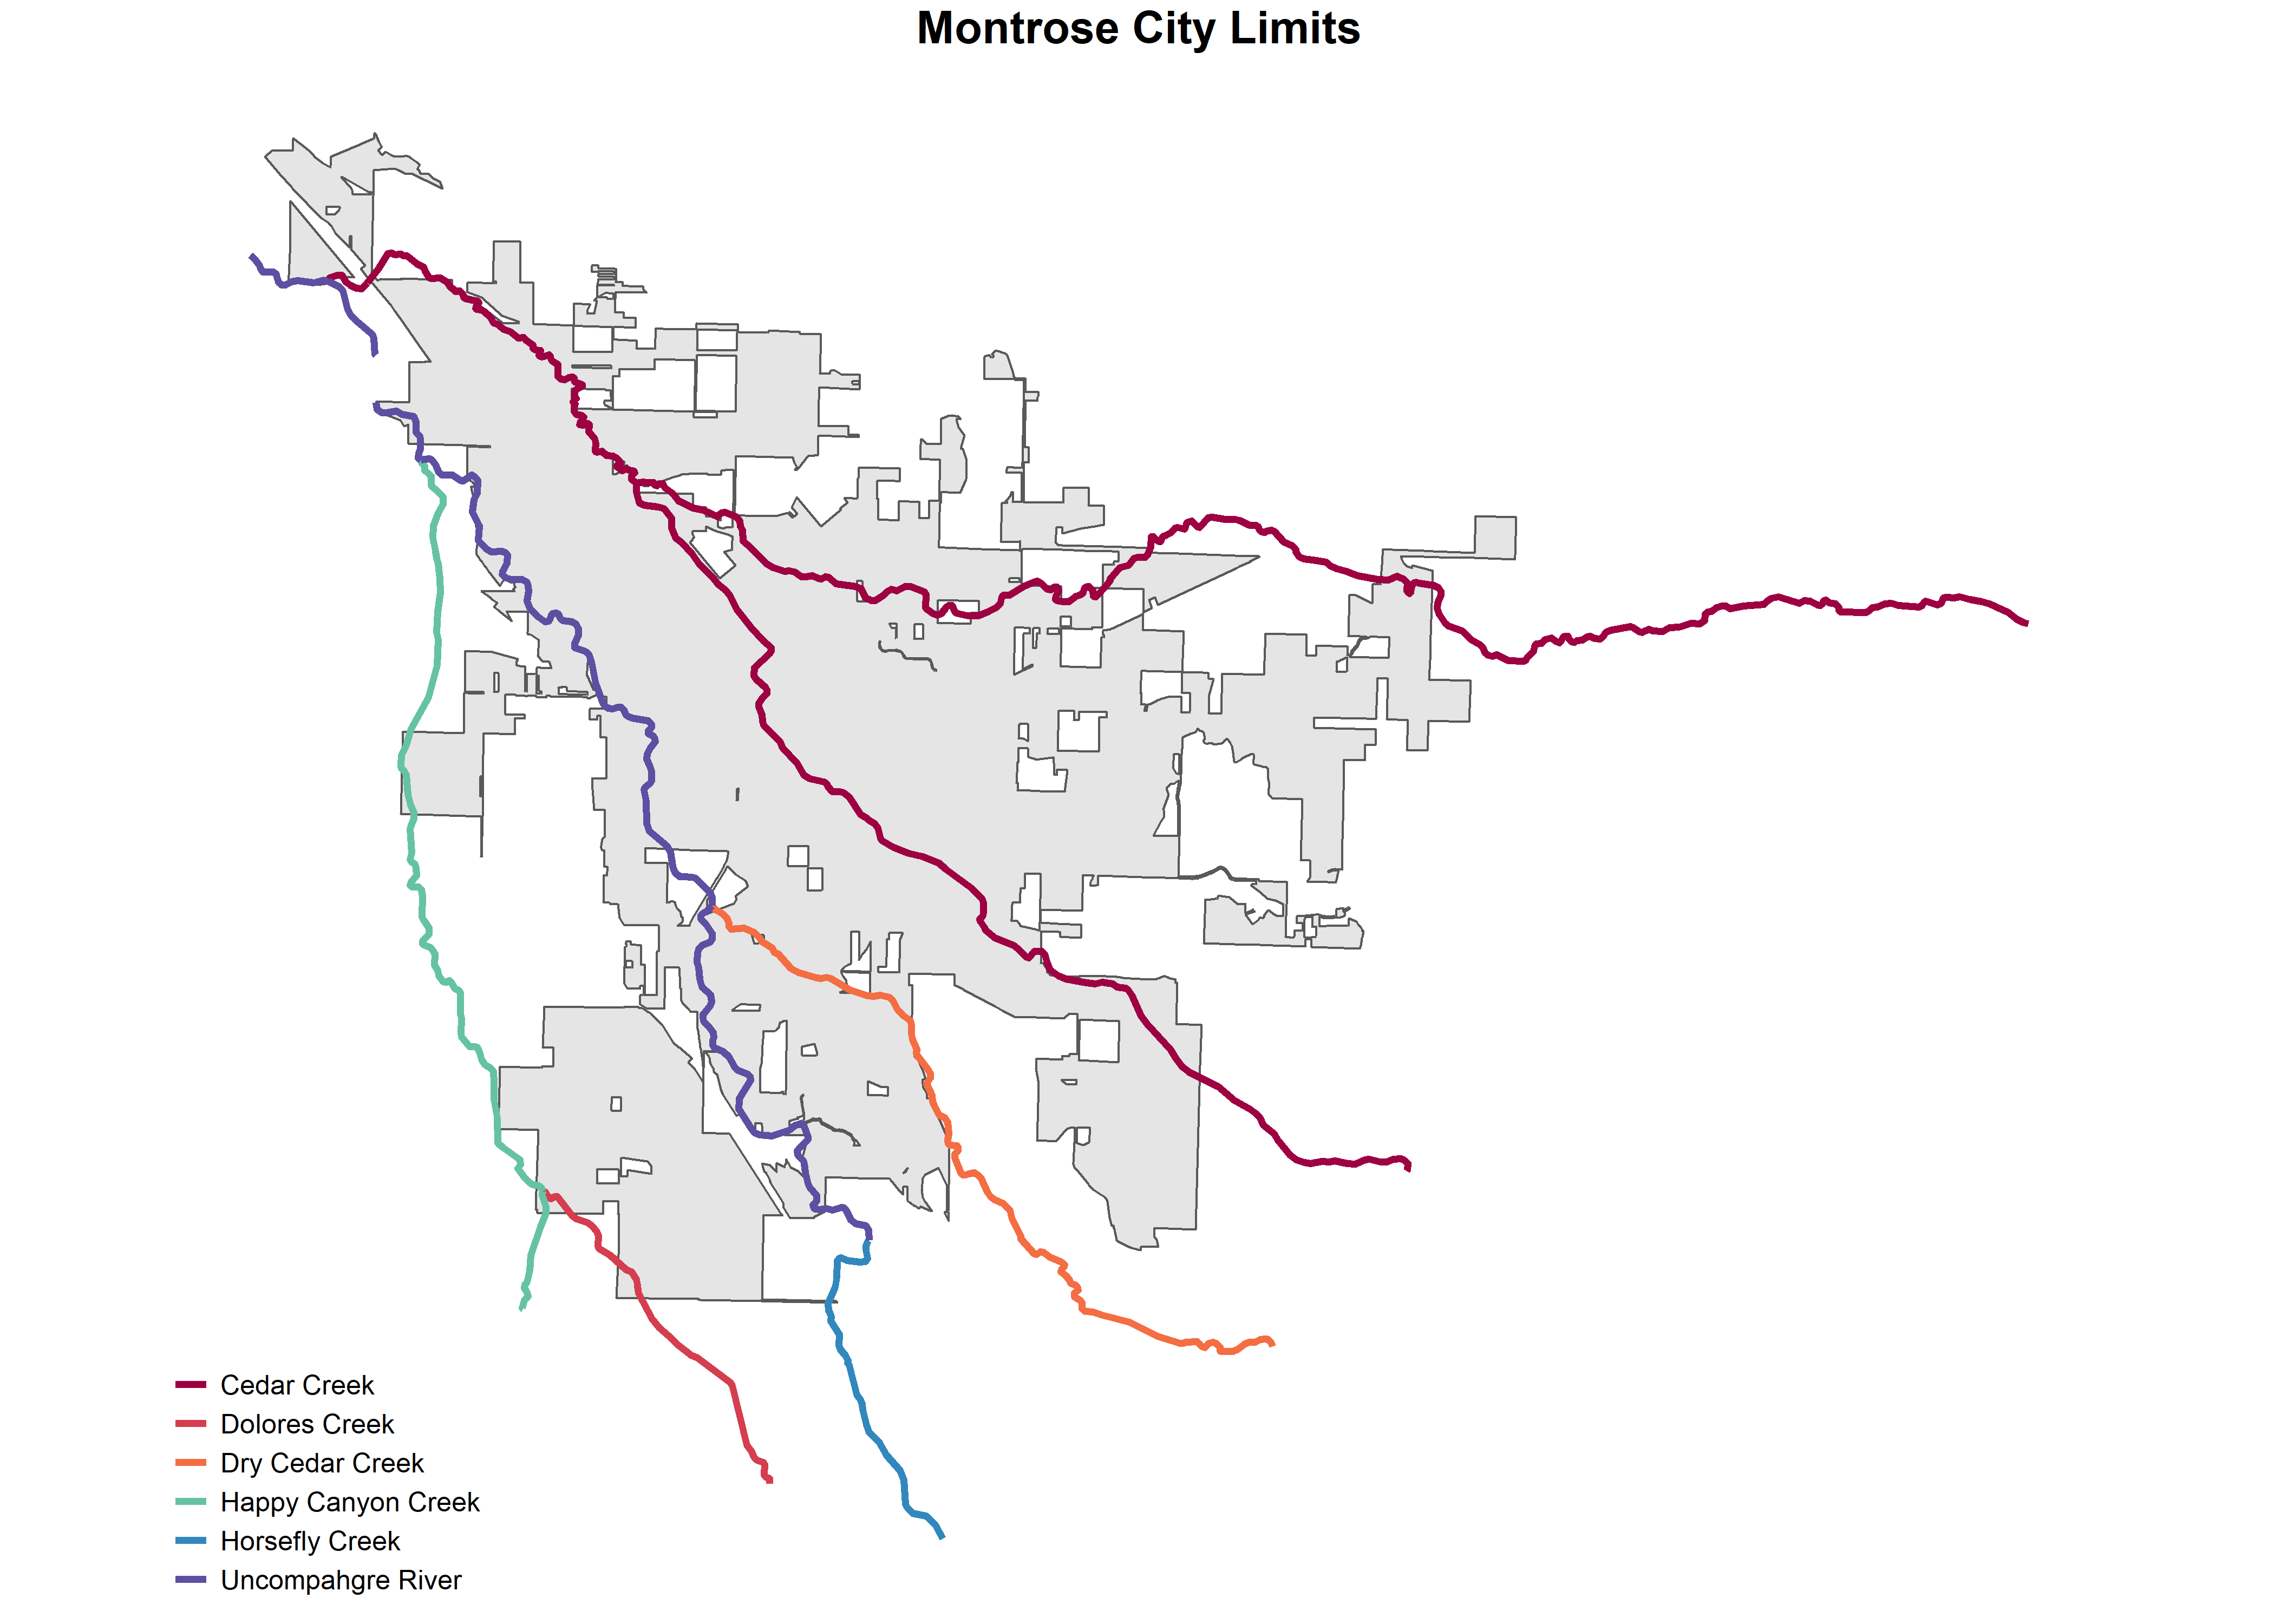 Montrose City Limits
Cedar Creek
Dolores Creek
Dry Cedar Creek
Happy Canyon Creek
Horsefly Creek
Uncompahgre River